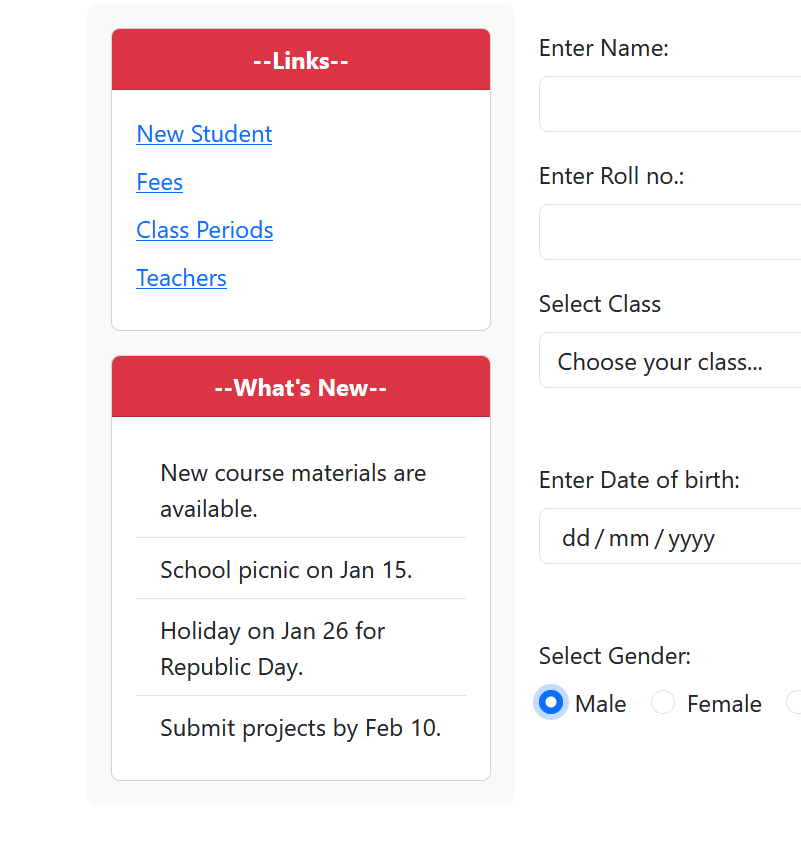 --Links--
New Student
Fees
Class Periods
Teachers
--What's New--
New course materials are
available.
School picnic on Jan 15.
Holiday on Jan 26 for
Republic Day.
Submit projects by Feb 10.
Enter Name:
Enter Roll no.:
Select Class
Choose your class...
Enter Date of birth:
dd/mm/yyyy
Select Gender:
Male Female